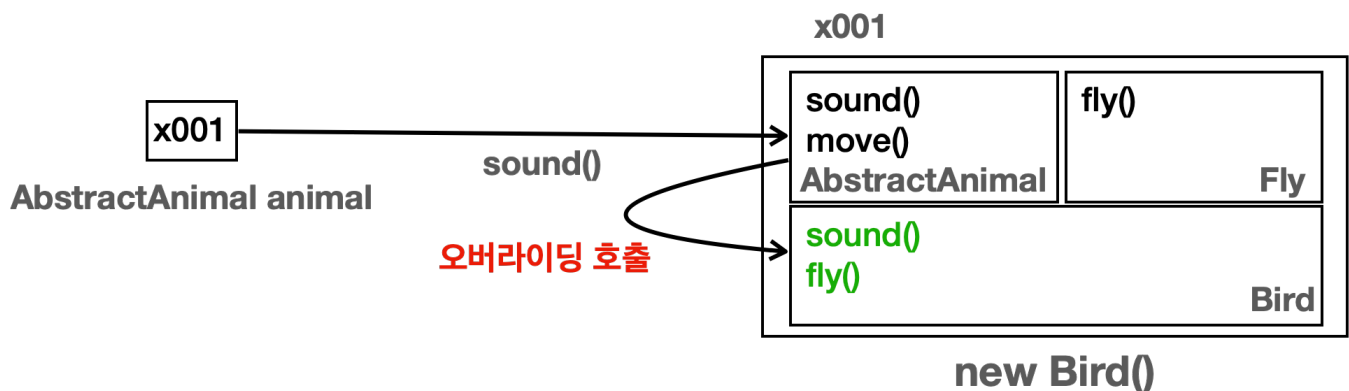 x001
x001
AbstractAnimal animal
sound()
오버라이딩 호출
sound()
move()
AbstractAnimal
fly()
Fly
sound()
fly()
Bird
new Bird()